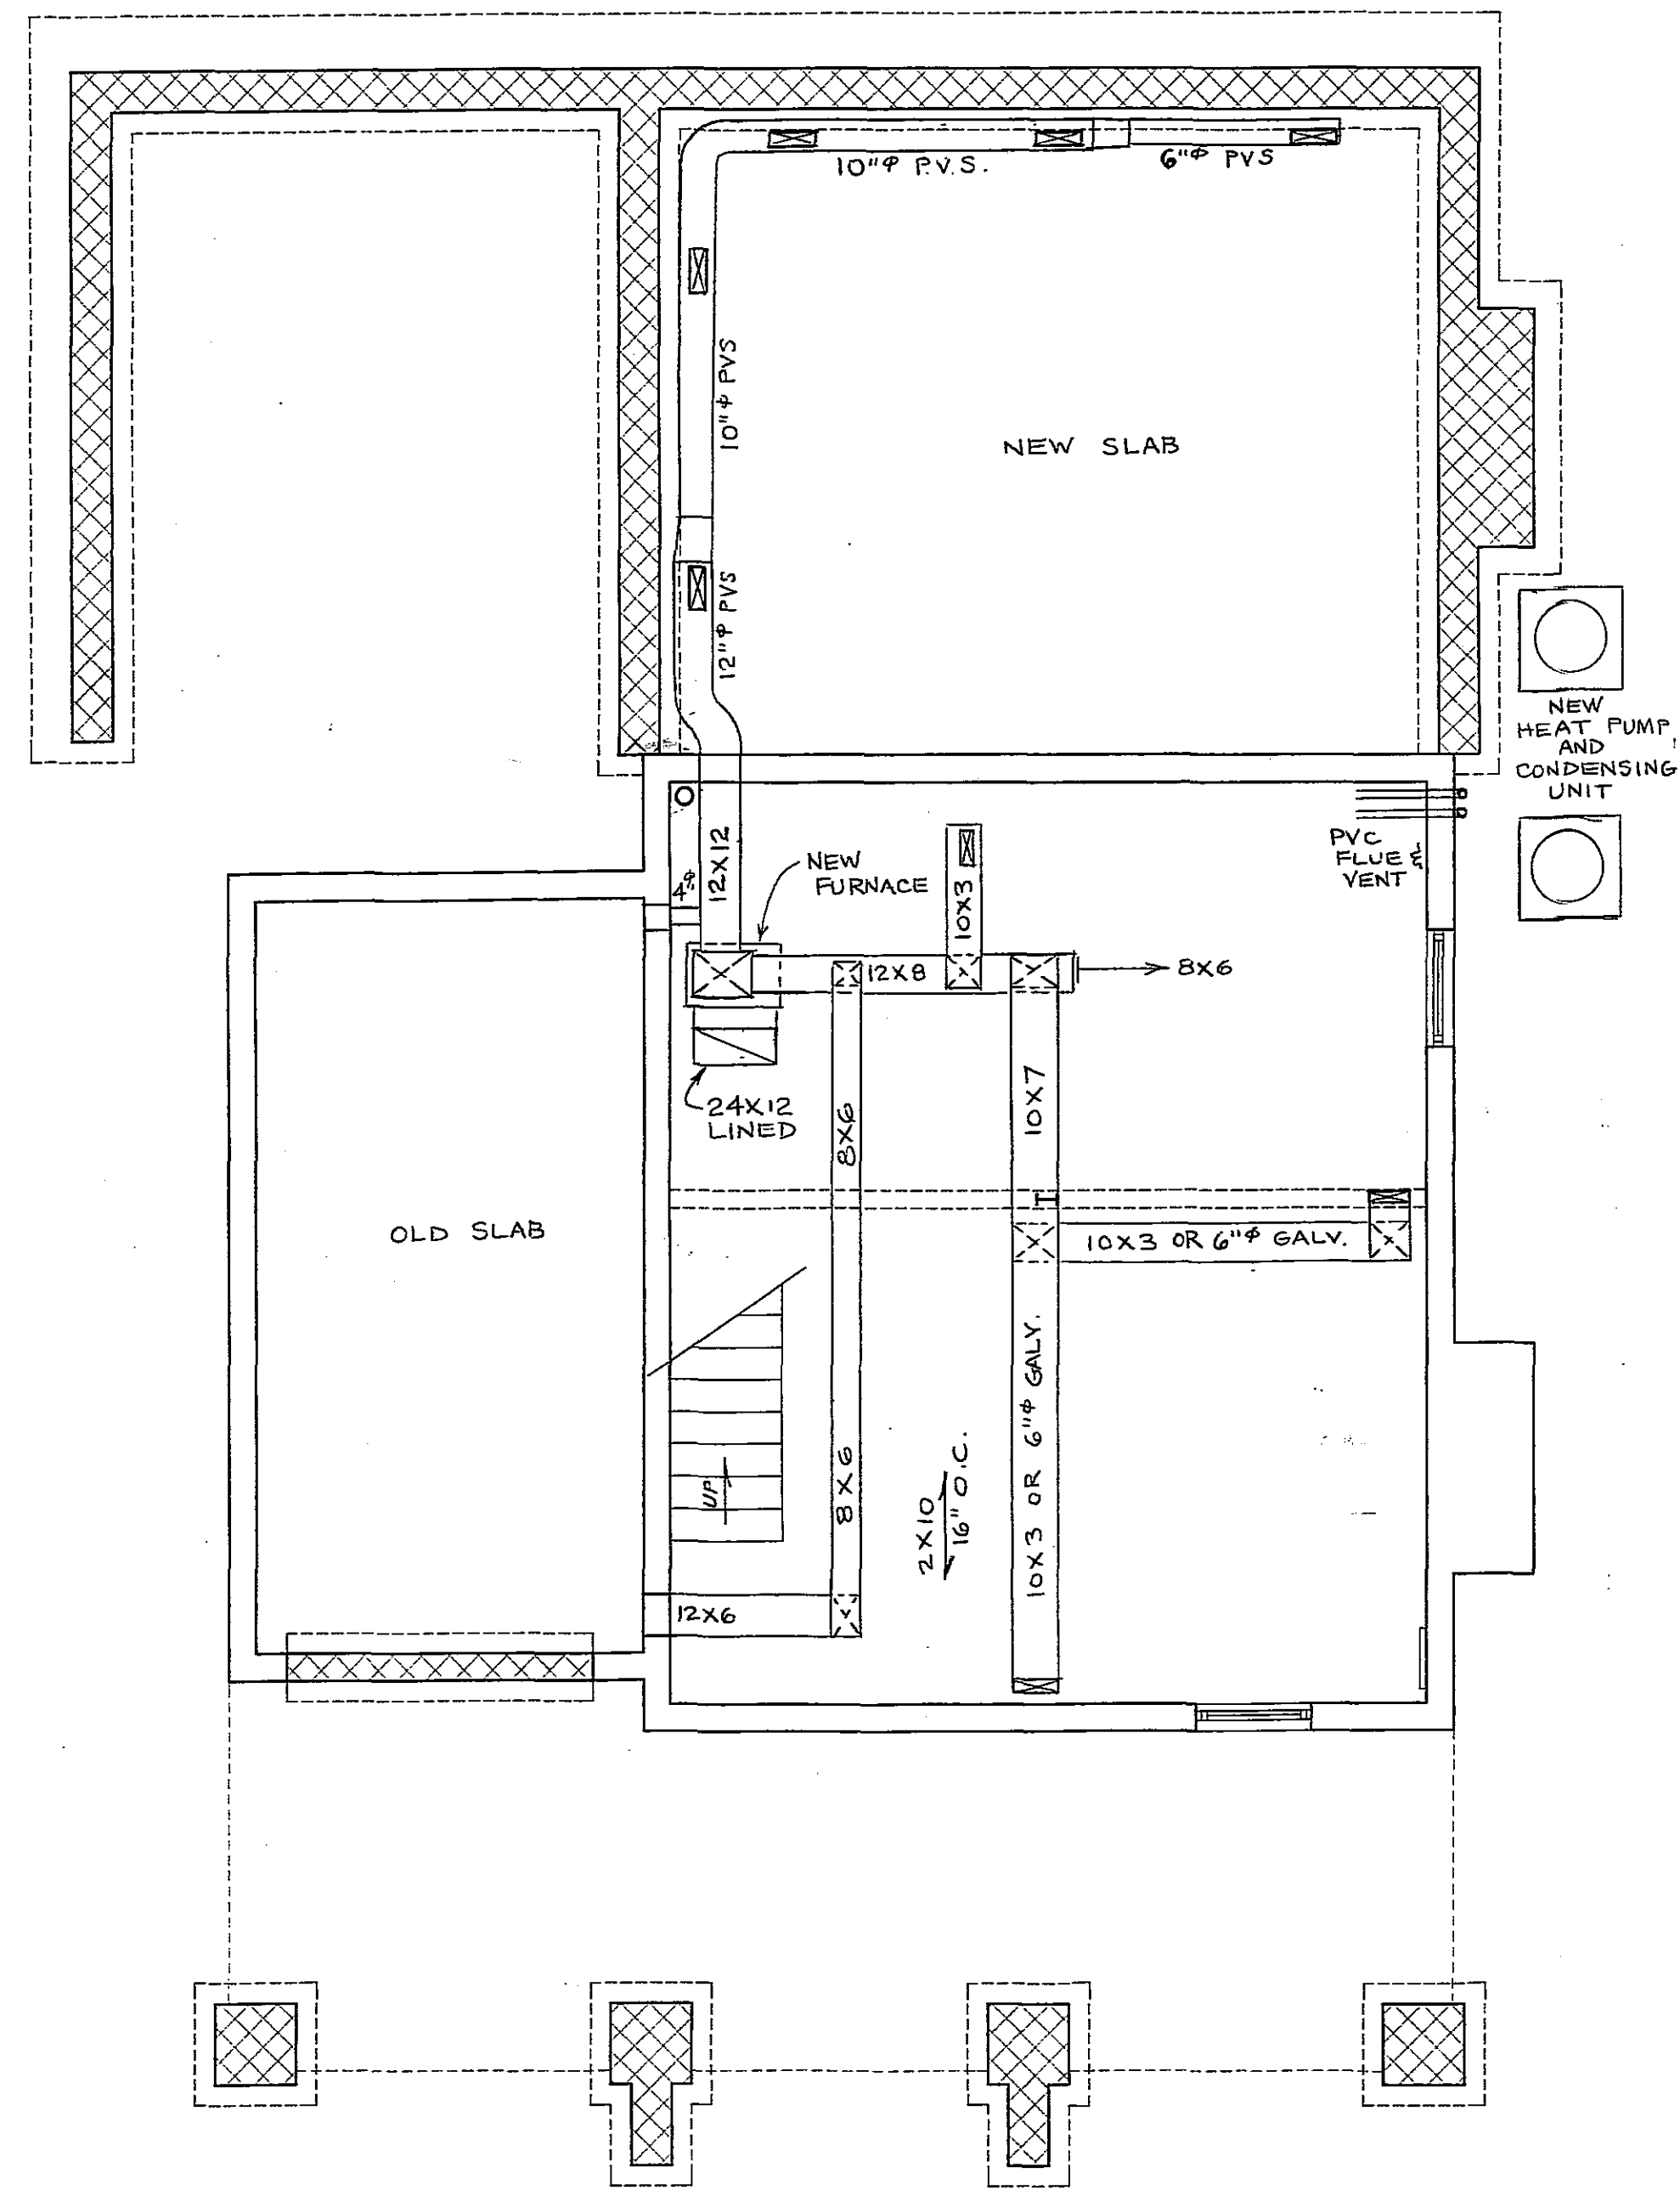 10"φ P.V.S.
6"φ PVS
10"φ PVS
NEW SLAB
12"φ PVS
NEW
HEAT PUMP
AND
CONDENSING
UNIT
PVC
FLUE &
VENT
4"φ
12X12
NEW
FURNACE
10X3
12X8
8X6
24X12
LINED
8X6
10X7
OLD SLAB
10X3 OR 6"φ GALV.
10X3 OR 6"φ GALV.
UP
8X6
2X10
16" O.C.
12X6